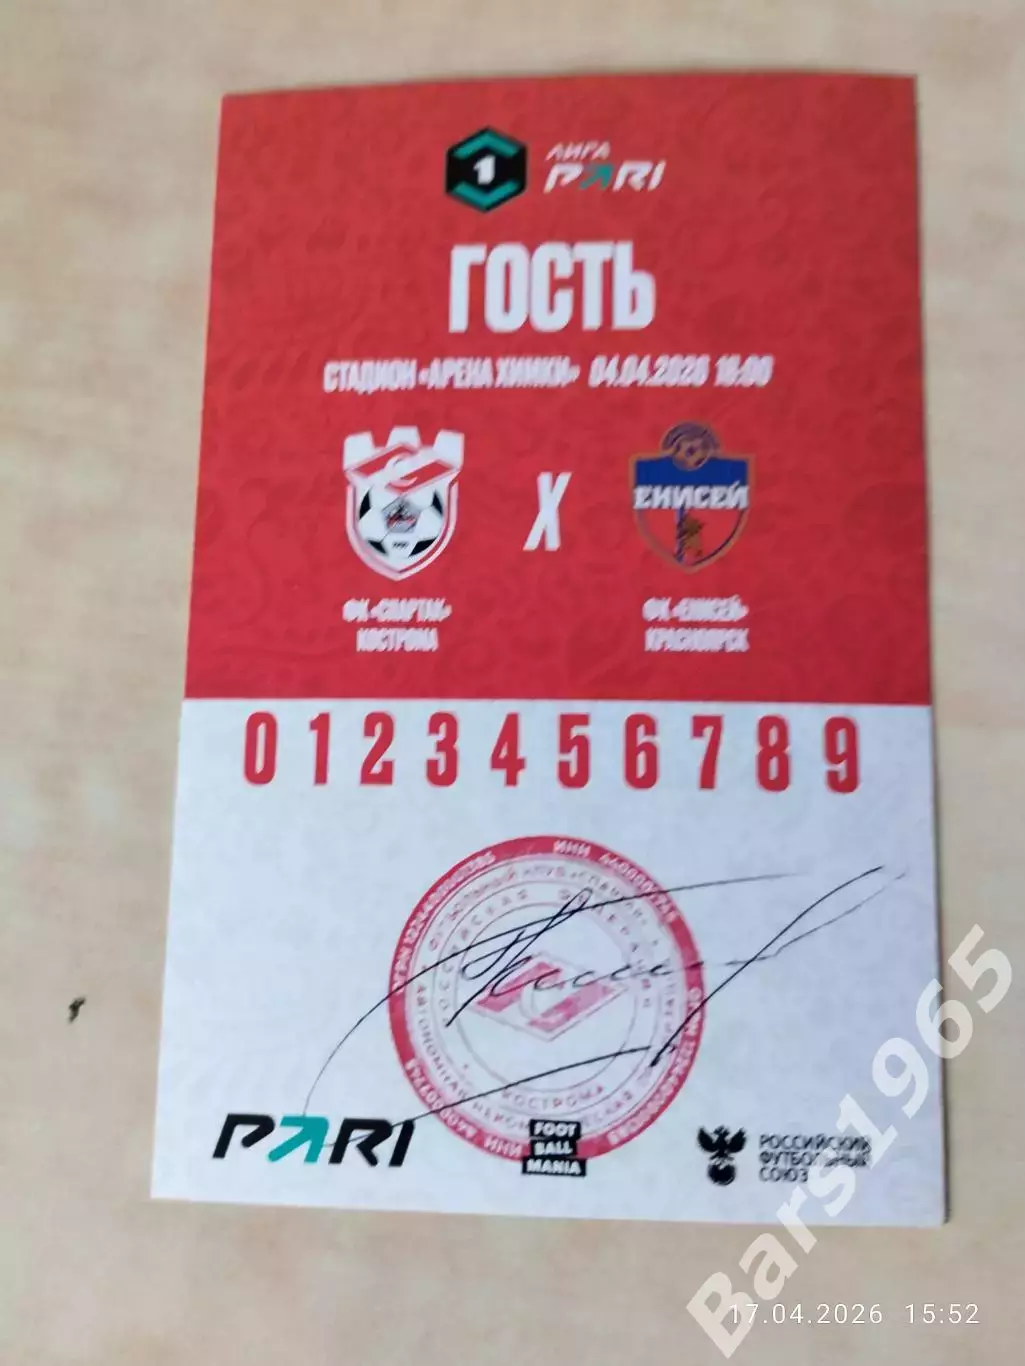 1
ЛИГА
PARI
ГОСТЬ
СТАДИОН «АРЕНА ХИМКИ» 04.04.2026 16:00
ЕНИСЕЙ
X
ФК «СПАРТАК»
КОСТРОМА
ФК «ЕНИСЕЙ»
КРАСНОЯРСК
0 1 2 3 4 5 6 7 8 9
КОСТРОМА
PARI
FOOT
BALL
MANIA
РОССИЙСКИЙ
ФУТБОЛЬНЫЙ
СОЮЗ
Bars1965
17.04.2026 15:52